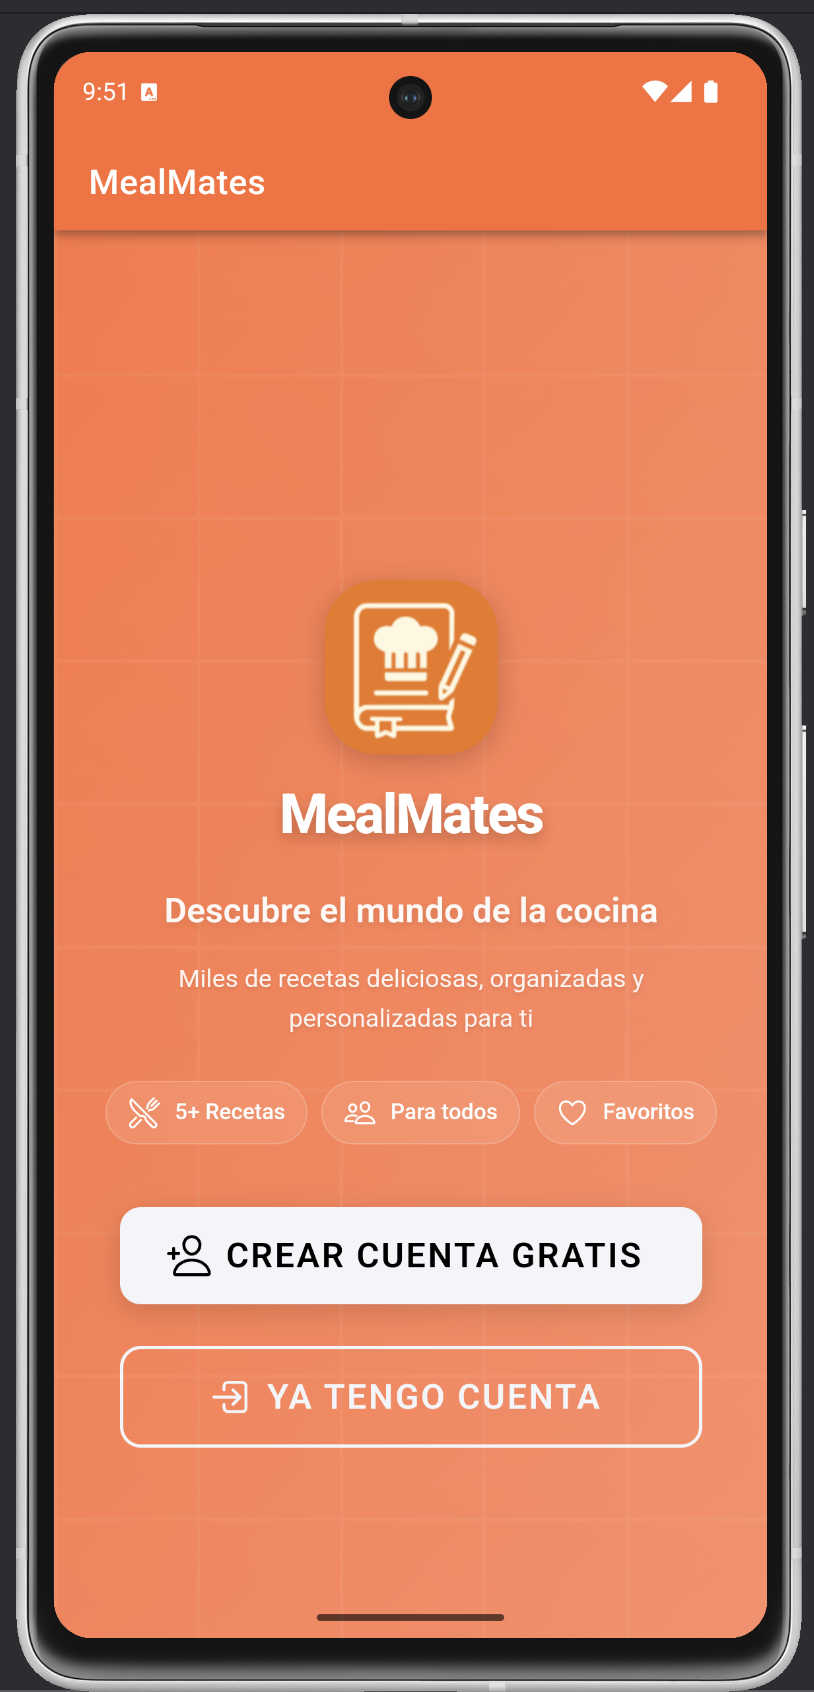 9:51 A
MealMates
MealMates
Descubre el mundo de la cocina
Miles de recetas deliciosas, organizadas y
personalizadas para ti
5+ Recetas Para todos Favoritos
CREAR CUENTA GRATIS
YA TENGO CUENTA